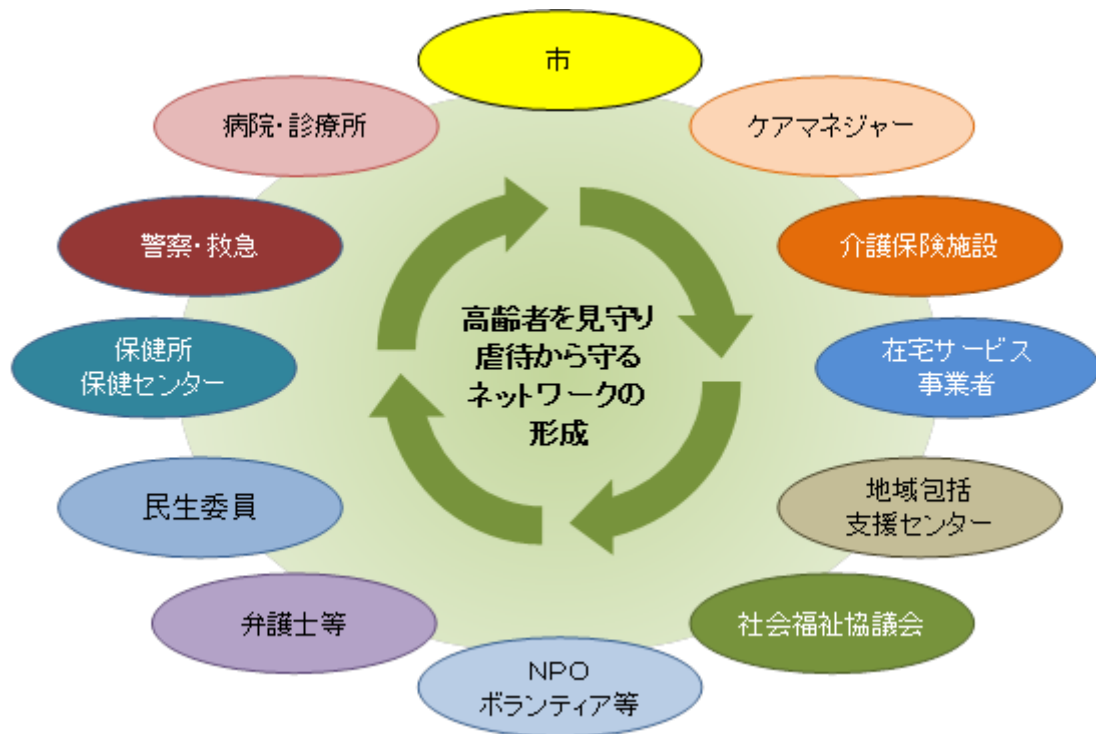 市
ケアマネジャー
介護保険施設
在宅サービス
事業者
地域包括
支援センター
社会福祉協議会
NPO
ボランティア等
弁護士等
民生委員
保健所
保健センター
警察・救急
病院・診療所
高齢者を見守り
虐待から守る
ネットワークの
形成